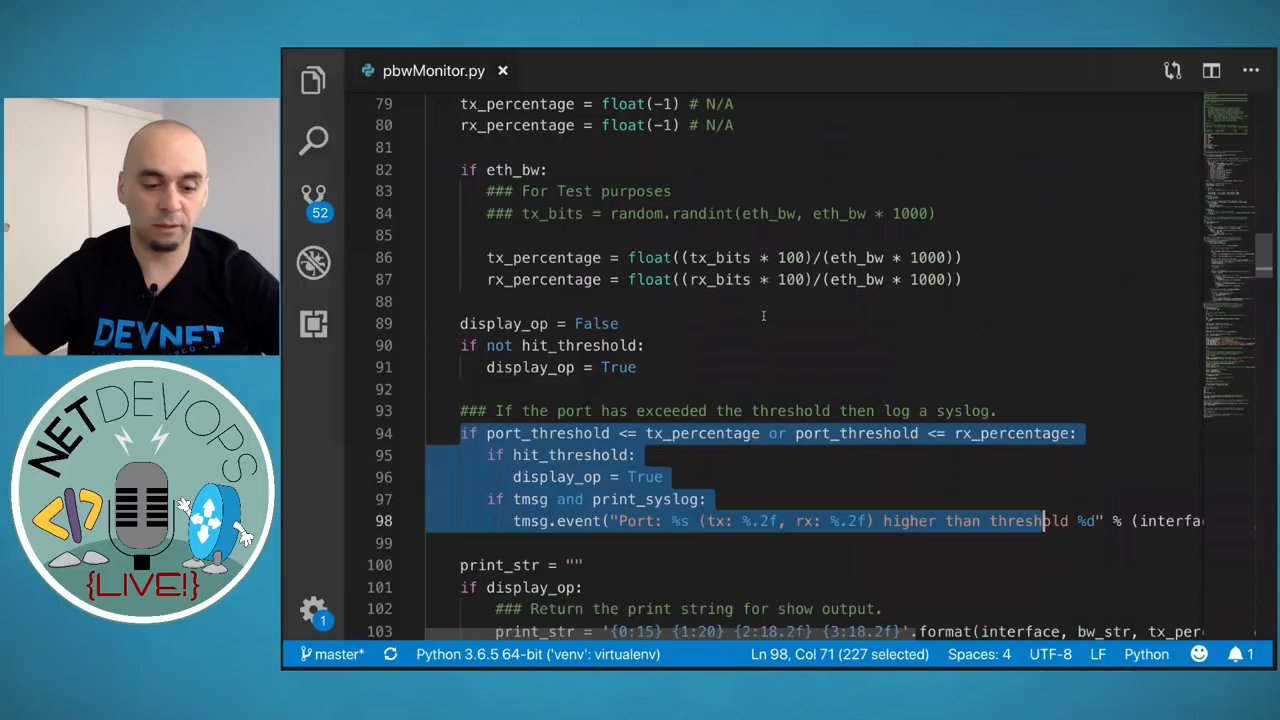 pbwMonitor.py
79 tx_percentage = float(-1) # N/A
80 rx_percentage = float(-1) # N/A
81
82 if eth_bw:
83 ### For Test purposes
84 ### tx_bits = random.randint(eth_bw, eth_bw * 1000)
85
86 tx_percentage = float((tx_bits * 100)/(eth_bw * 1000))
87 rx_percentage = float((rx_bits * 100)/(eth_bw * 1000))
88
89 display_op = False
90 if not hit_threshold:
91 display_op = True
92
93 ### If the port has exceeded the threshold then log a syslog.
94 if port_threshold <= tx_percentage or port_threshold <= rx_percentage:
95 if hit_threshold:
96 display_op = True
97 if tmsg and print_syslog:
98 tmsg.event("Port: %s (tx: %.2f, rx: %.2f) higher than threshold %d" % (interfac
99
100 print_str = ""
101 if display_op:
102 ### Return the print string for show output.
103 print_str = '{0:15} {1:20} {2:18.2f} {3:18.2f}'.format(interface, bw_str, tx_per
52
1
master* Python 3.6.5 64-bit ('venv': virtualenv) Ln 98, Col 71 (227 selected) Spaces: 4 UTF-8 LF Python 1
DEVNET
NETDEVOPS
{LIVE!}